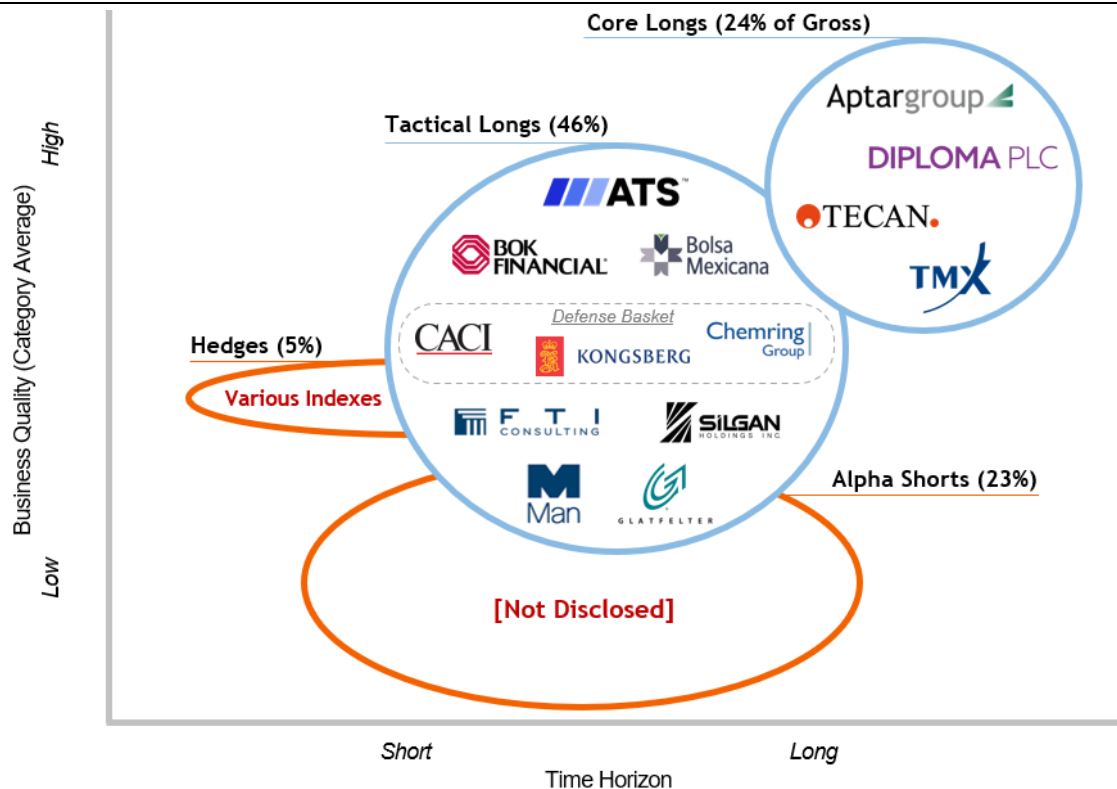 Core Longs (24% of Gross)
Aptargroup
Tactical Longs (46%)
High
DIPLOMA PLC
ATS™
TECAN.
BOK
FINANCIAL®
Bolsa
Mexicana
TMX
Business Quality (Category Average)
Defense Basket
CACI
KONGSBERG
Chemring
Group
Hedges (5%)
Various Indexes
F T I
CONSULTING
SILGAN
HOLDINGS INC
Alpha Shorts (23%)
M
Man
GLATFELTER
Low
[Not Disclosed]
Short
Long
Time Horizon